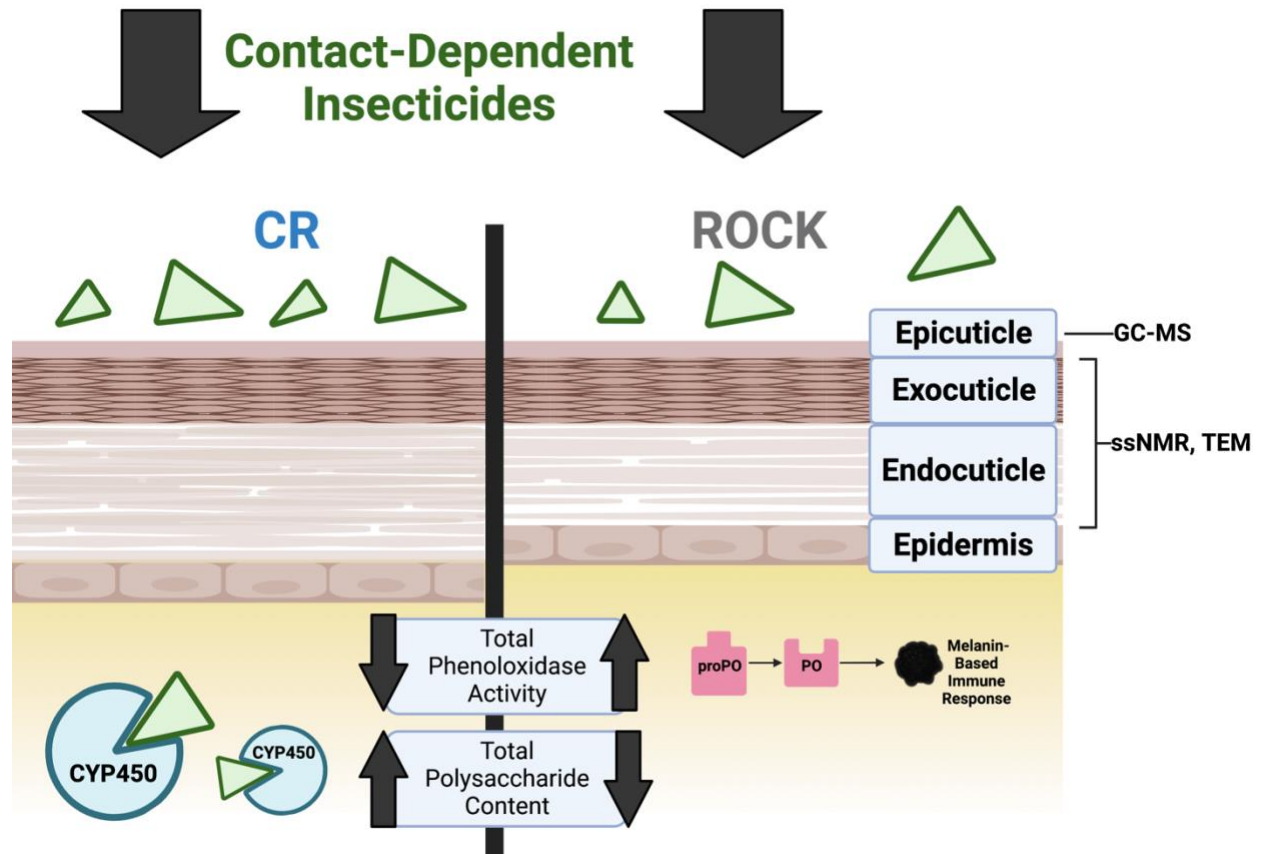 Contact-Dependent
Insecticides
CR
ROCK
Epicuticle
GC-MS
Exocuticle
ssNMR, TEM
Endocuticle
Epidermis
Total
Phenoloxidase
Activity
proPO
PO
Melanin-
Based
Immune
Response
CYP450
CYP450
Total
Polysaccharide
Content